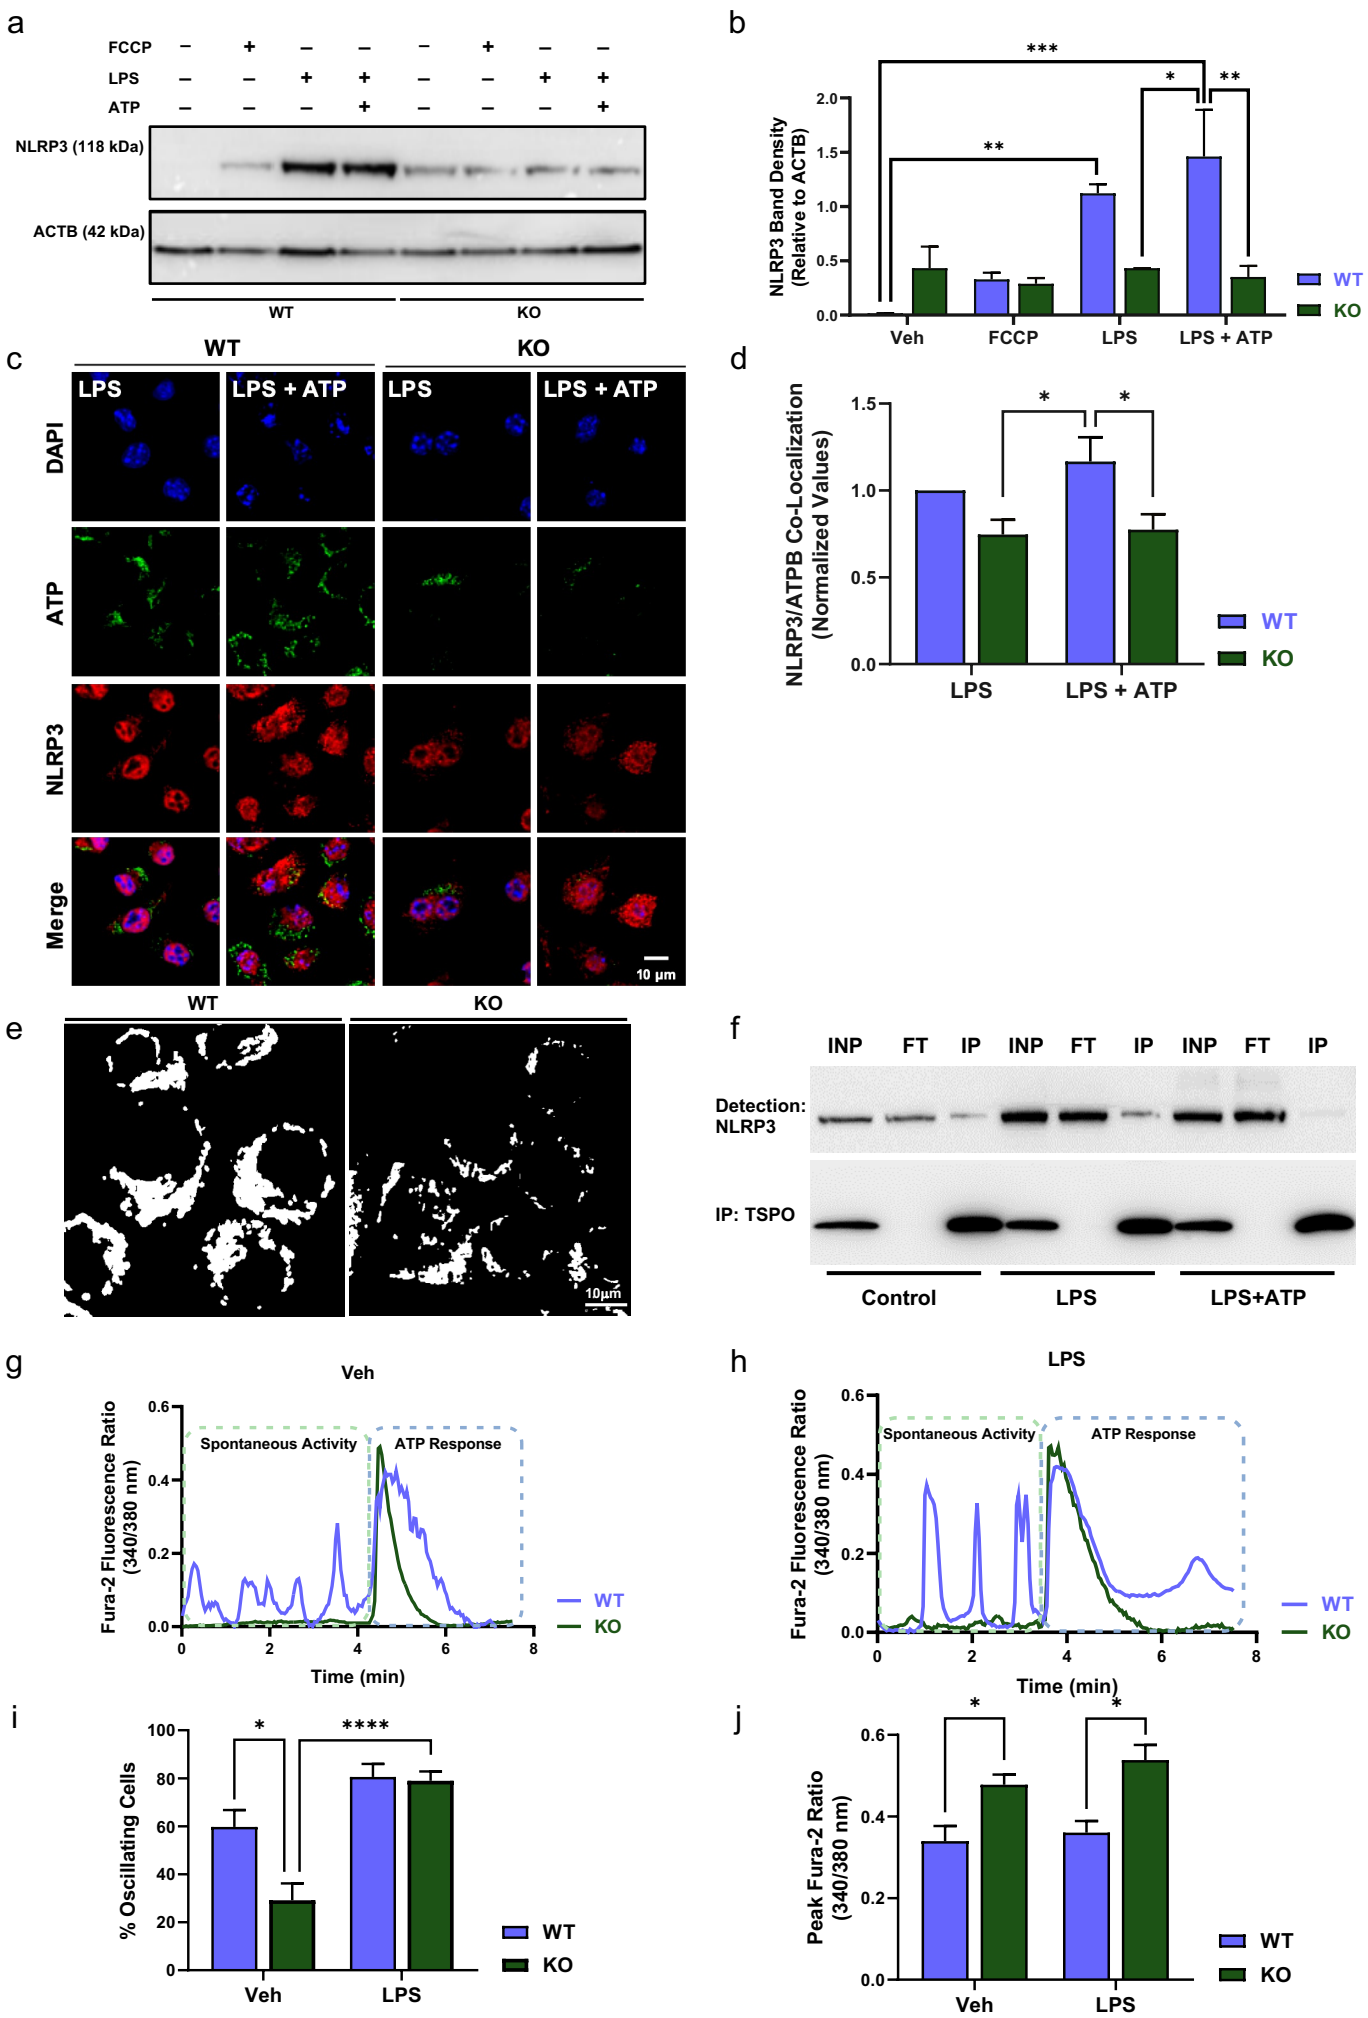 a
FCCP – + – – – + – –
LPS – – + + – – + +
ATP – – – + – – – +
NLRP3 (118 kDa)
ACTB (42 kDa)
WT KO
b
NLRP3 Band Density
(Relative to ACTB)
2.0
1.5
1.0
0.5
0.0
***
**
*
**
Veh FCCP LPS LPS + ATP
WT
KO
c
WT KO
LPS LPS + ATP LPS LPS + ATP
DAPI
ATP
NLRP3
Merge
10 μm
d
NLRP3/ATPB Co-Localization
(Normalized Values)
1.5
1.0
0.5
0.0
* *
LPS LPS + ATP
WT
KO
e
WT KO
10μm
f
INP FT IP INP FT IP INP FT IP
Detection:
NLRP3
IP: TSPO
Control LPS LPS+ATP
g
Veh
Fura-2 Fluorescence Ratio
(340/380 nm)
0.6
0.4
0.2
0.0
Spontaneous Activity ATP Response
0 2 4 6 8
Time (min)
WT
KO
h
LPS
Fura-2 Fluorescence Ratio
(340/380 nm)
0.6
0.4
0.2
0.0
Spontaneous Activity ATP Response
0 2 4 6 8
Time (min)
WT
KO
i
% Oscillating Cells
100
80
60
40
20
0
* ****
Veh LPS
WT
KO
j
Peak Fura-2 Ratio
(340/380 nm)
0.6
0.4
0.2
0.0
* *
Veh LPS
WT
KO